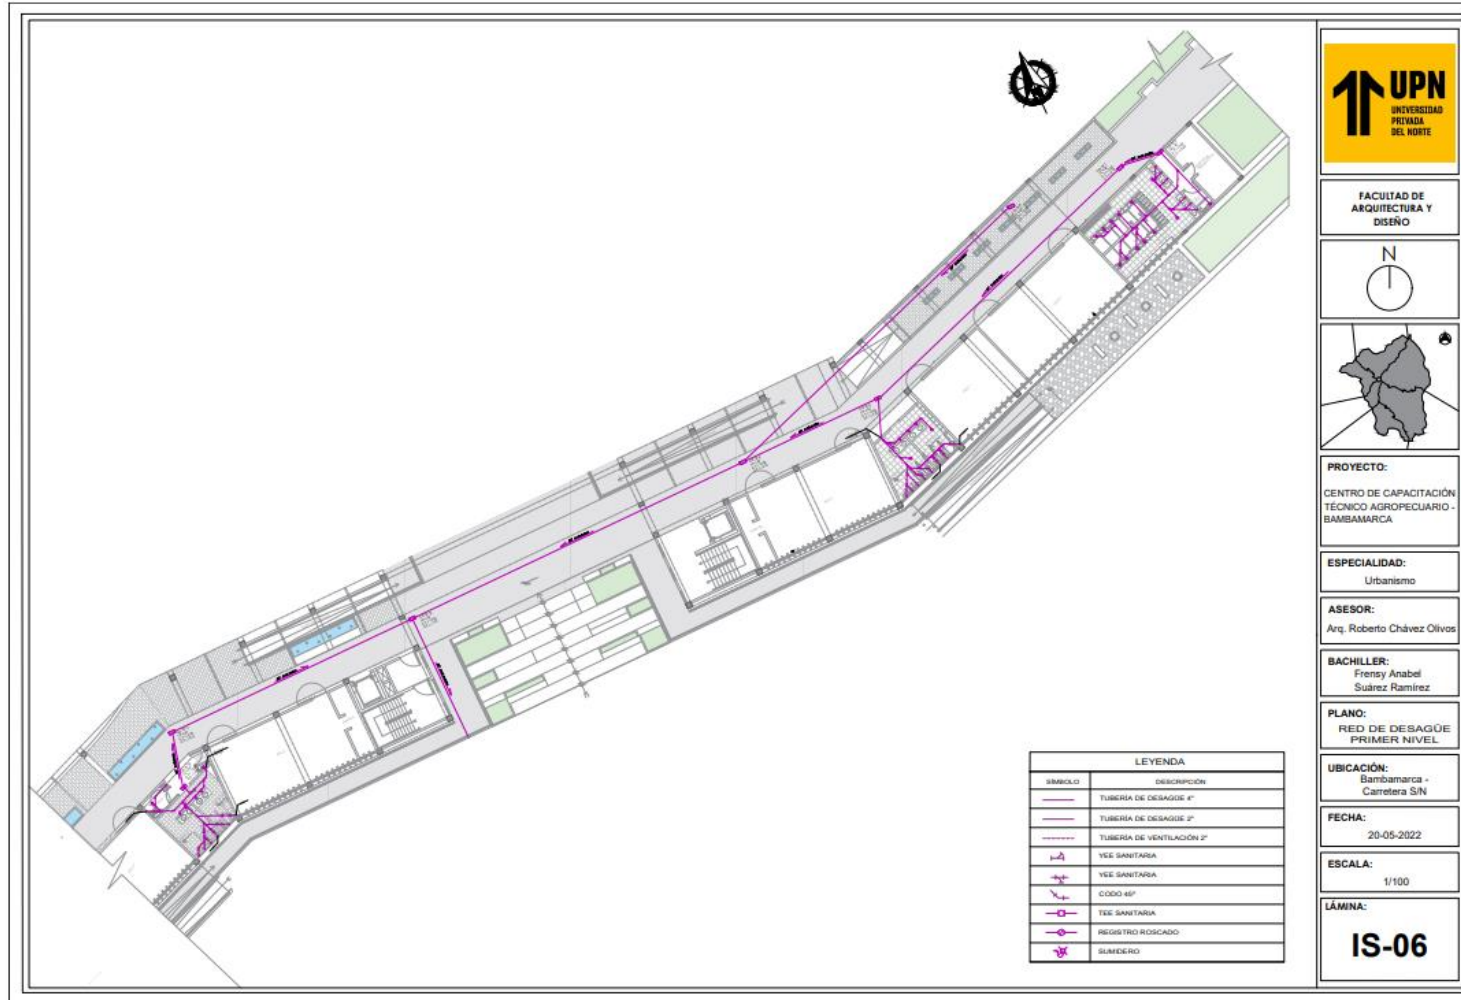 UPN
UNIVERSIDAD
PRIVADA
DEL NORTE
FACULTAD DE
ARQUITECTURA Y
DISEÑO
N
PROYECTO:
CENTRO DE CAPACITACIÓN
TÉCNICO AGROPECUARIO -
BAMBAMARCA
ESPECIALIDAD:
Urbanismo
ASESOR:
Arq. Roberto Chávez Olivos
BACHILLER:
Frensy Anabel
Suárez Ramírez
PLANO:
RED DE DESAGÜE
PRIMER NIVEL
UBICACIÓN:
Bambamarca -
Carretera S/N
FECHA:
20-05-2022
ESCALA:
1/100
LÁMINA:
IS-06
LEYENDA
SÍMBOLO DESCRIPCIÓN
TUBERÍA DE DESAGÜE 4"
TUBERÍA DE DESAGÜE 2"
TUBERÍA DE VENTILACIÓN 2"
YEE SANITARIA
YEE SANITARIA
CODO 45°
TEE SANITARIA
REGISTRO ROSCADO
SUMIDERO